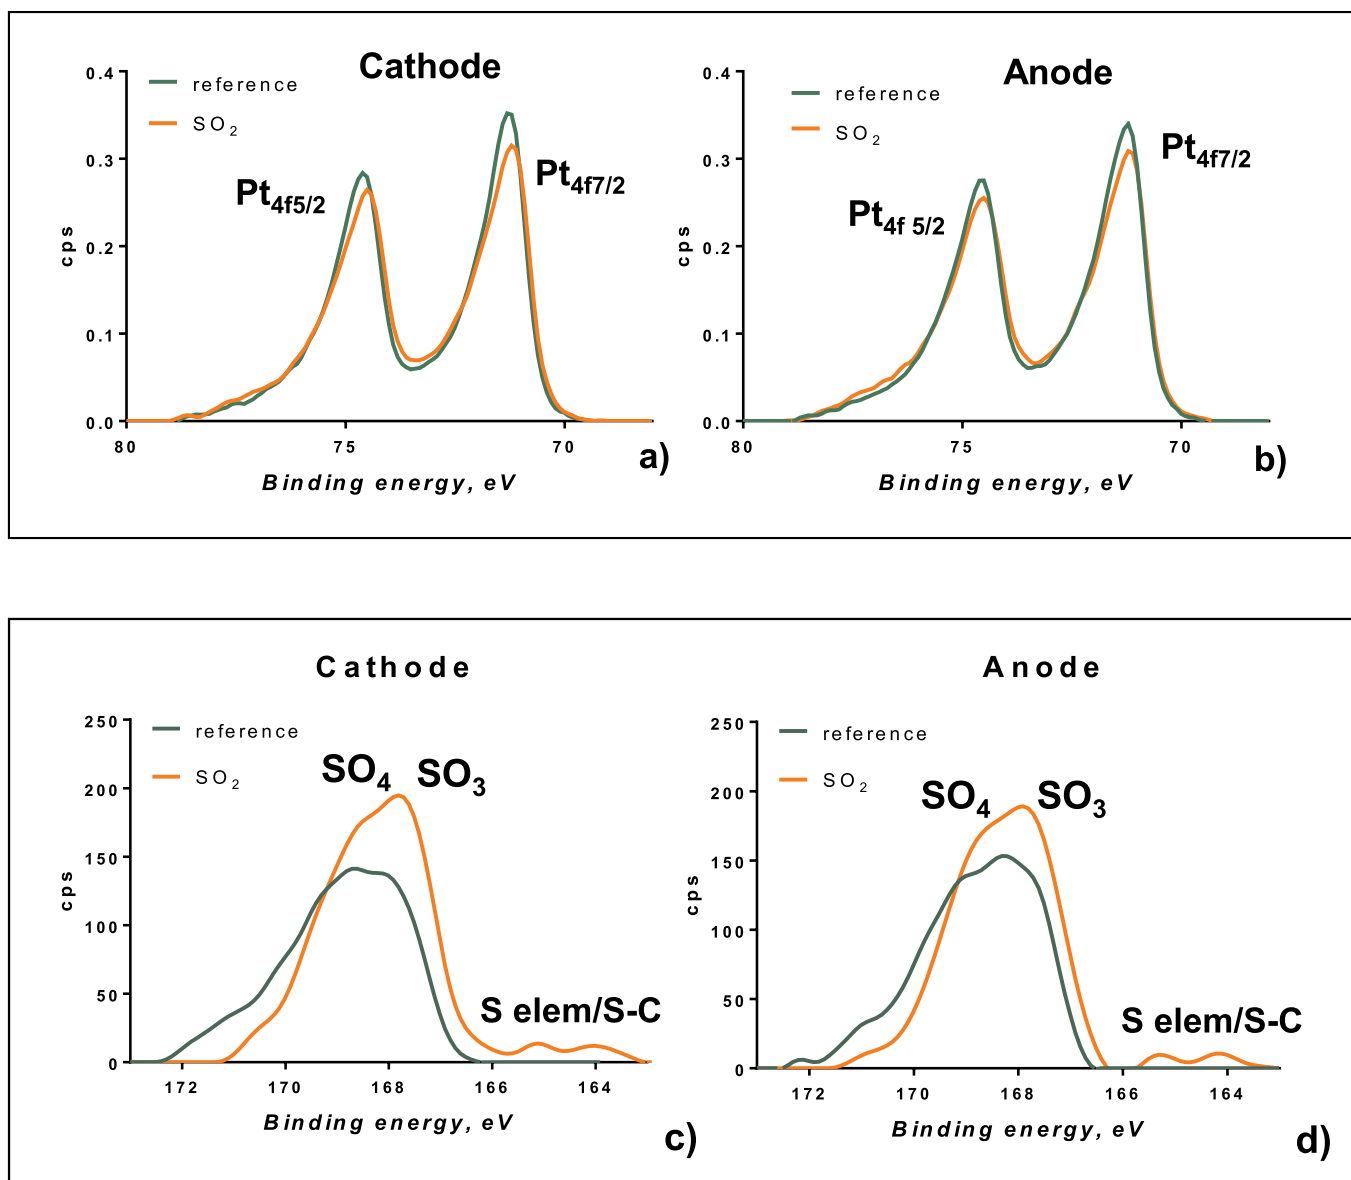 Cathode
reference
SO2
Pt4f5/2
Pt4f7/2
0.4
0.3
0.2
0.1
0.0
cps
80
75
70
Binding energy, eV
a)
Anode
reference
SO2
Pt4f 5/2
Pt4f7/2
0.4
0.3
0.2
0.1
0.0
cps
80
75
70
Binding energy, eV
b)
Cathode
reference
SO2
SO4
SO3
S elem/S-C
250
200
150
100
50
0
cps
172
170
168
166
164
Binding energy, eV
c)
Anode
reference
SO2
SO4
SO3
S elem/S-C
250
200
150
100
50
0
cps
172
170
168
166
164
Binding energy, eV
d)